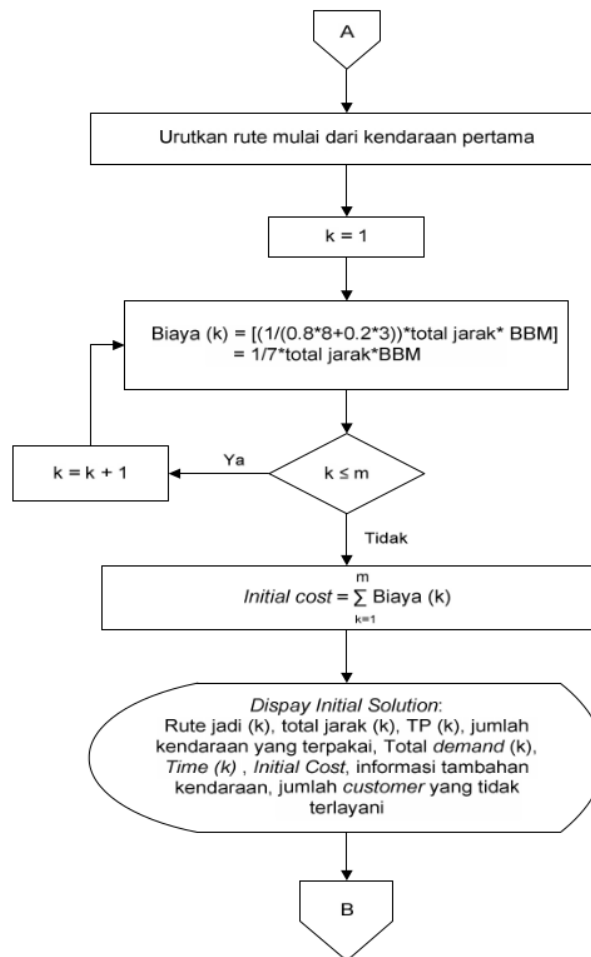 A
Urutkan rute mulai dari kendaraan pertama
k = 1
Biaya (k) = [(1/(0.8*8+0.2*3))*total jarak* BBM]
= 1/7*total jarak*BBM
k = k + 1
Ya
k ≤ m
Tidak
m
Initial cost = ∑ Biaya (k)
k=1
Dispay Initial Solution:
Rute jadi (k), total jarak (k), TP (k), jumlah
kendaraan yang terpakai, Total demand (k),
Time (k) , Initial Cost, informasi tambahan
kendaraan, jumlah customer yang tidak
terlayani
B